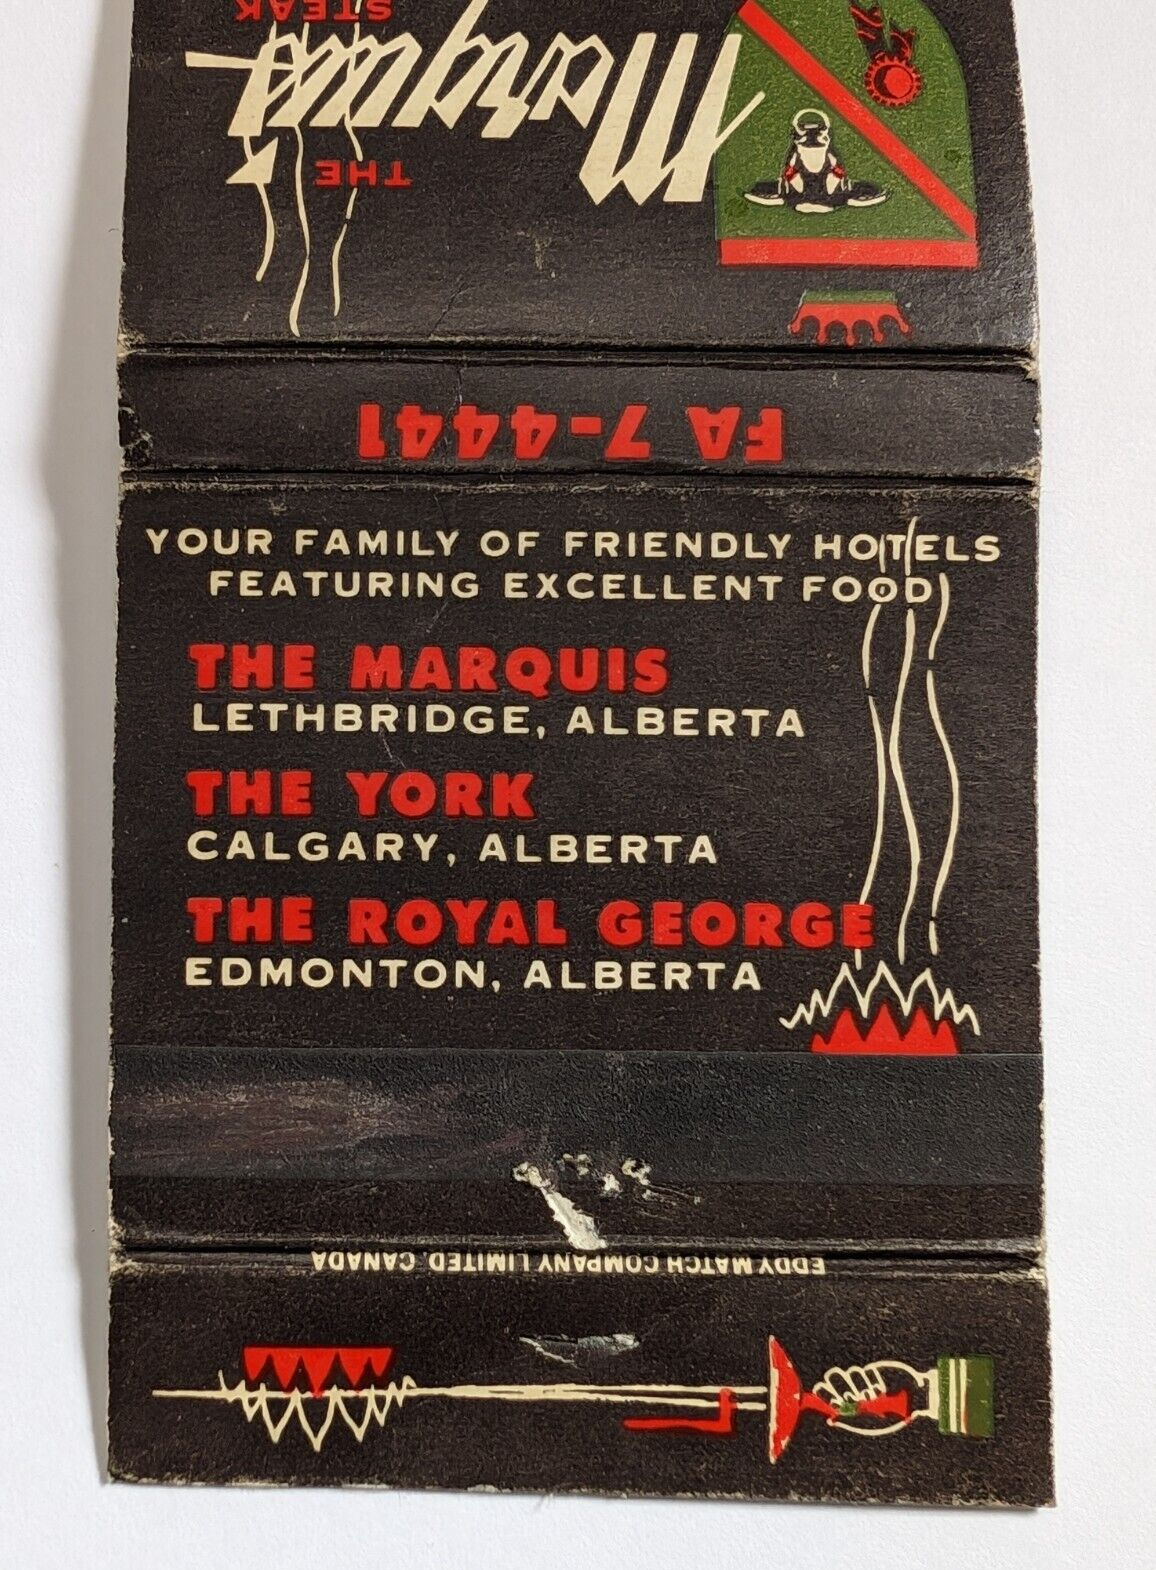 THE
Marquis
STEAK
FA 7-4441
YOUR FAMILY OF FRIENDLY HOTELS
FEATURING EXCELLENT FOOD
THE MARQUIS
LETHBRIDGE, ALBERTA
THE YORK
CALGARY, ALBERTA
THE ROYAL GEORGE
EDMONTON, ALBERTA
EDDY MATCH COMPANY LIMITED, CANADA